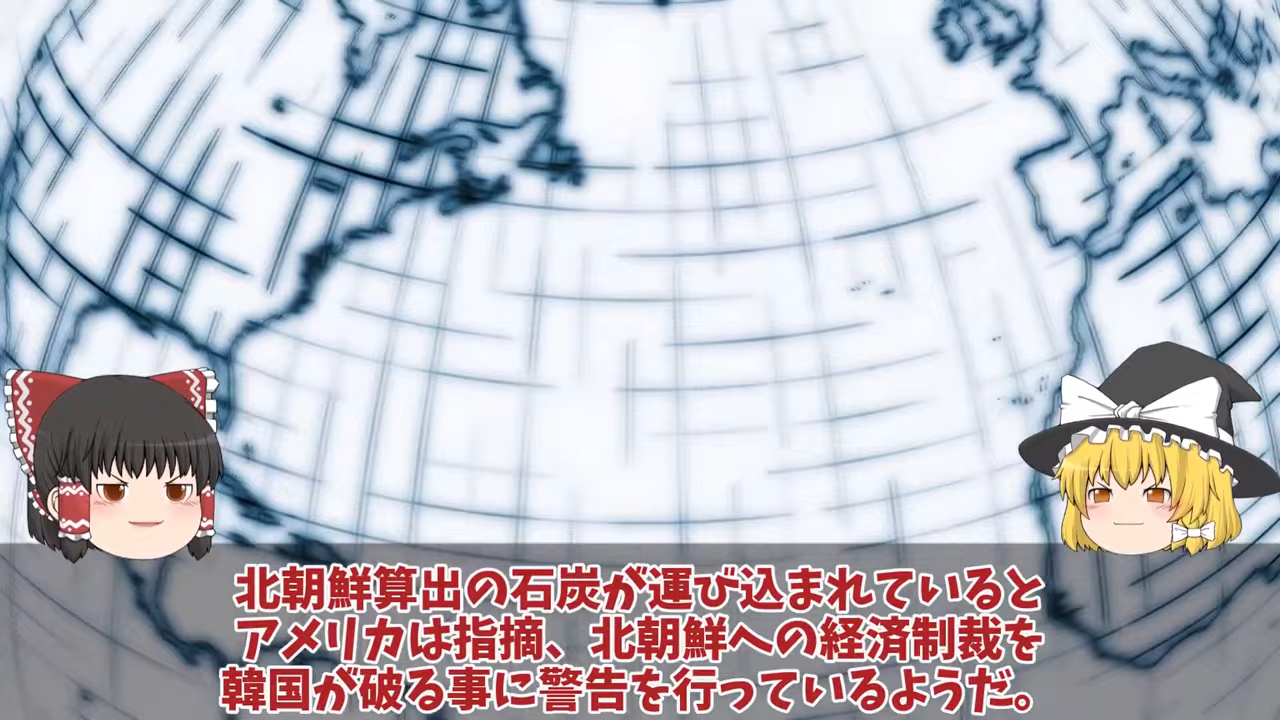 北朝鮮算出の石炭が運び込まれていると
アメリカは指摘、北朝鮮への経済制裁を
韓国が破る事に警告を行っているようだ。